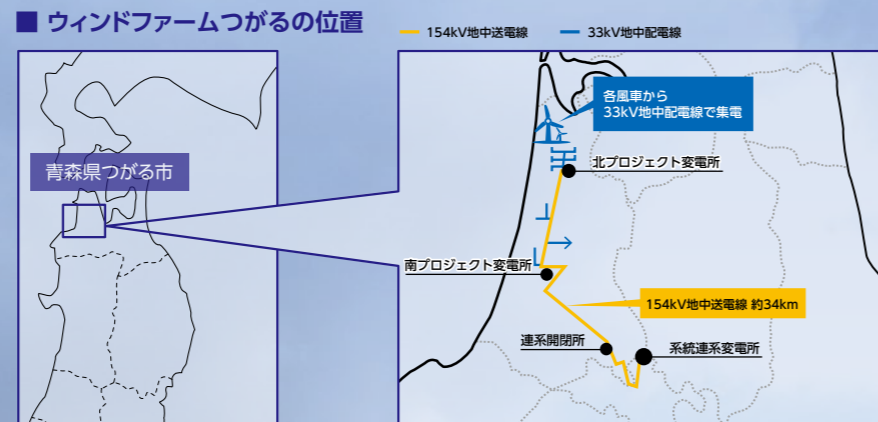 ■ ウィンドファームつがるの位置
154kV地中送電線
33kV地中配電線
青森県つがる市
各風車から
33kV地中配電線で集電
北プロジェクト変電所
南プロジェクト変電所
154kV地中送電線 約34km
連系開閉所
系統連系変電所